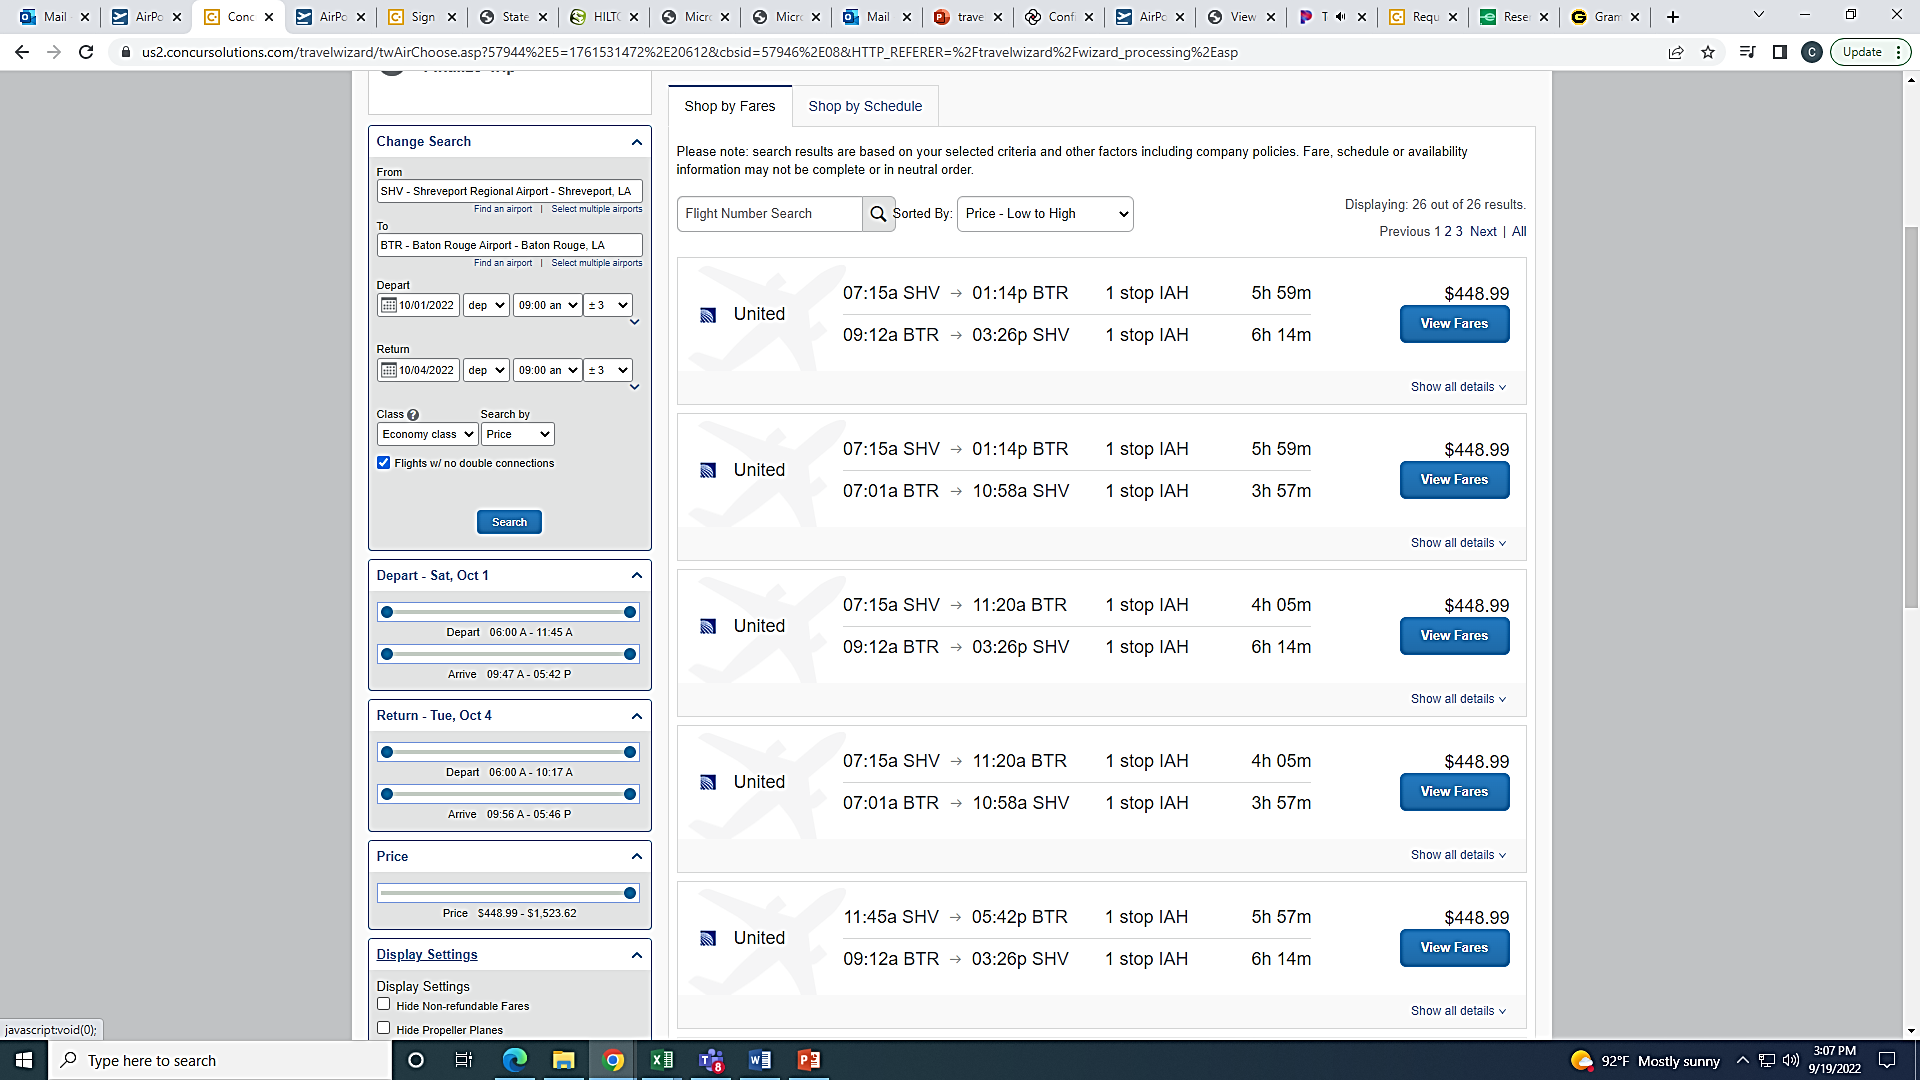 Mail
AirPo
Conc
AirPo
Sign
State
HILTO
Micro
Micro
Mail
trave
Confi
AirPo
View
T
Requ
Rese
Gram
us2.concursolutions.com/travelwizard/twAirChoose.asp?57944%2E5=1761531472%2E20612&cbsid=57946%2E08&HTTP_REFERER=%2Ftravelwizard%2Fwizard_processing%2Easp
C
Update
Shop by Fares
Shop by Schedule
Change Search
From
SHV - Shreveport Regional Airport - Shreveport, LA
Find an airport | Select multiple airports
To
BTR - Baton Rouge Airport - Baton Rouge, LA
Find an airport | Select multiple airports
Depart
10/01/2022 dep 09:00 an ± 3
Return
10/04/2022 dep 09:00 an ± 3
Class ? Search by
Economy class Price
Flights w/ no double connections
Search
Depart - Sat, Oct 1
Depart 06:00 A - 11:45 A
Arrive 09:47 A - 05:42 P
Return - Tue, Oct 4
Depart 06:00 A - 10:17 A
Arrive 09:56 A - 05:46 P
Price
Price $448.99 - $1,523.62
Display Settings
Display Settings
Hide Non-refundable Fares
Hide Propeller Planes
Please note: search results are based on your selected criteria and other factors including company policies. Fare, schedule or availability
information may not be complete or in neutral order.
Flight Number Search
Sorted By: Price - Low to High
Displaying: 26 out of 26 results.
Previous 1 2 3 Next | All
United
07:15a SHV → 01:14p BTR 1 stop IAH 5h 59m
09:12a BTR → 03:26p SHV 1 stop IAH 6h 14m
$448.99
View Fares
Show all details
United
07:15a SHV → 01:14p BTR 1 stop IAH 5h 59m
07:01a BTR → 10:58a SHV 1 stop IAH 3h 57m
$448.99
View Fares
Show all details
United
07:15a SHV → 11:20a BTR 1 stop IAH 4h 05m
09:12a BTR → 03:26p SHV 1 stop IAH 6h 14m
$448.99
View Fares
Show all details
United
07:15a SHV → 11:20a BTR 1 stop IAH 4h 05m
07:01a BTR → 10:58a SHV 1 stop IAH 3h 57m
$448.99
View Fares
Show all details
United
11:45a SHV → 05:42p BTR 1 stop IAH 5h 57m
09:12a BTR → 03:26p SHV 1 stop IAH 6h 14m
$448.99
View Fares
Show all details
javascript:void(0);
Type here to search
8
92°F Mostly sunny
3:07 PM
9/19/2022